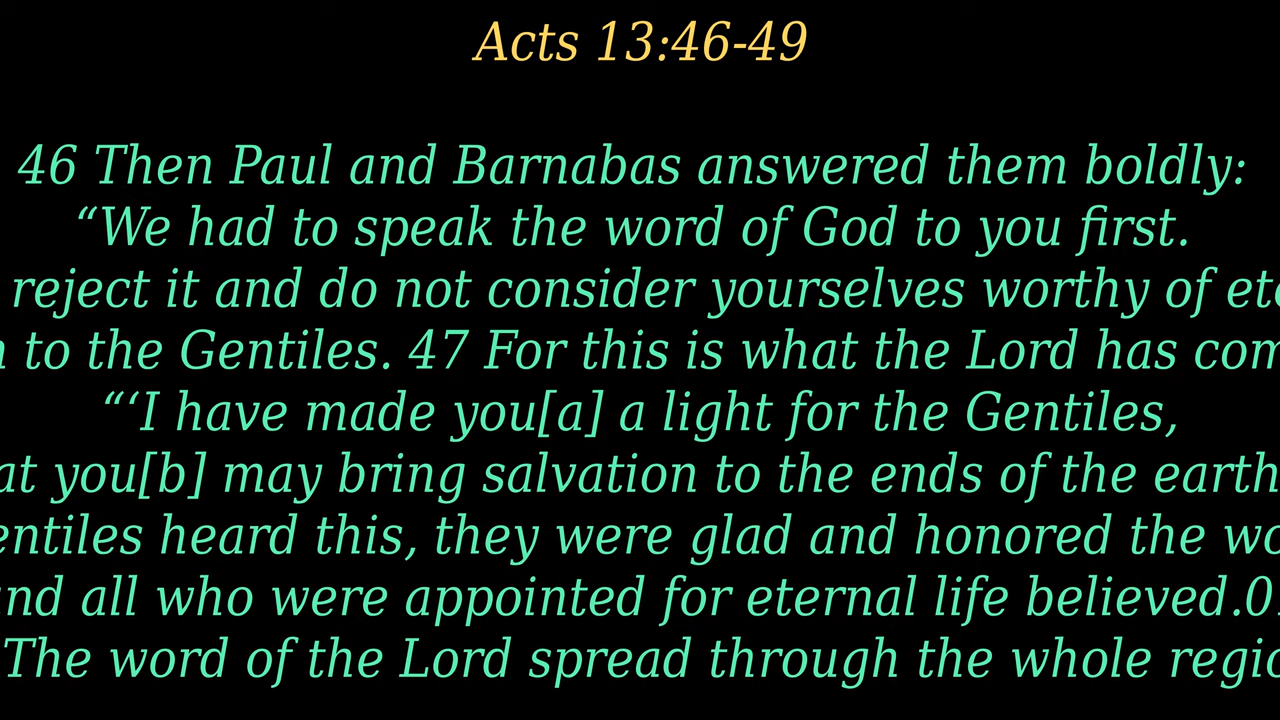 Acts 13:46-49
46 Then Paul and Barnabas answered them boldly:
“We had to speak the word of God to you first.
reject it and do not consider yourselves worthy of
to the Gentiles. 47 For this is what the Lord has
“‘I have made you[a] a light for the Gentiles,
you[b] may bring salvation to the ends of the earth
heard this, they were glad and honored the
all who were appointed for eternal life believed.
The word of the Lord spread through the whole